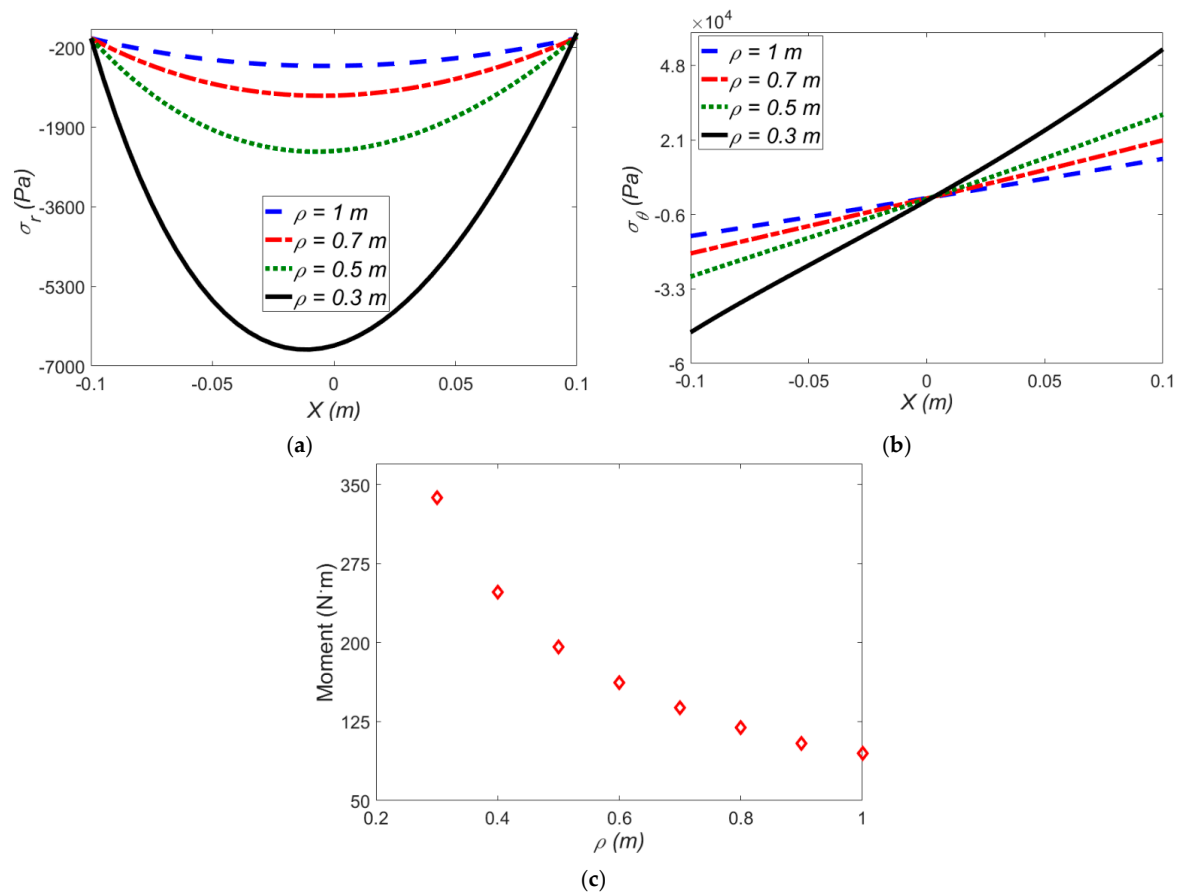 -200
-1900
-3600
-5300
-7000
σr (Pa)
ρ = 1 m
ρ = 0.7 m
ρ = 0.5 m
ρ = 0.3 m
-0.1 -0.05 0 0.05 0.1
X (m)
(a)
×10⁴
4.8
2.1
-0.6
-3.3
-6
σθ (Pa)
ρ = 1 m
ρ = 0.7 m
ρ = 0.5 m
ρ = 0.3 m
-0.1 -0.05 0 0.05 0.1
X (m)
(b)
350
275
200
125
50
Moment (N·m)
0.2 0.4 0.6 0.8 1
ρ (m)
(c)